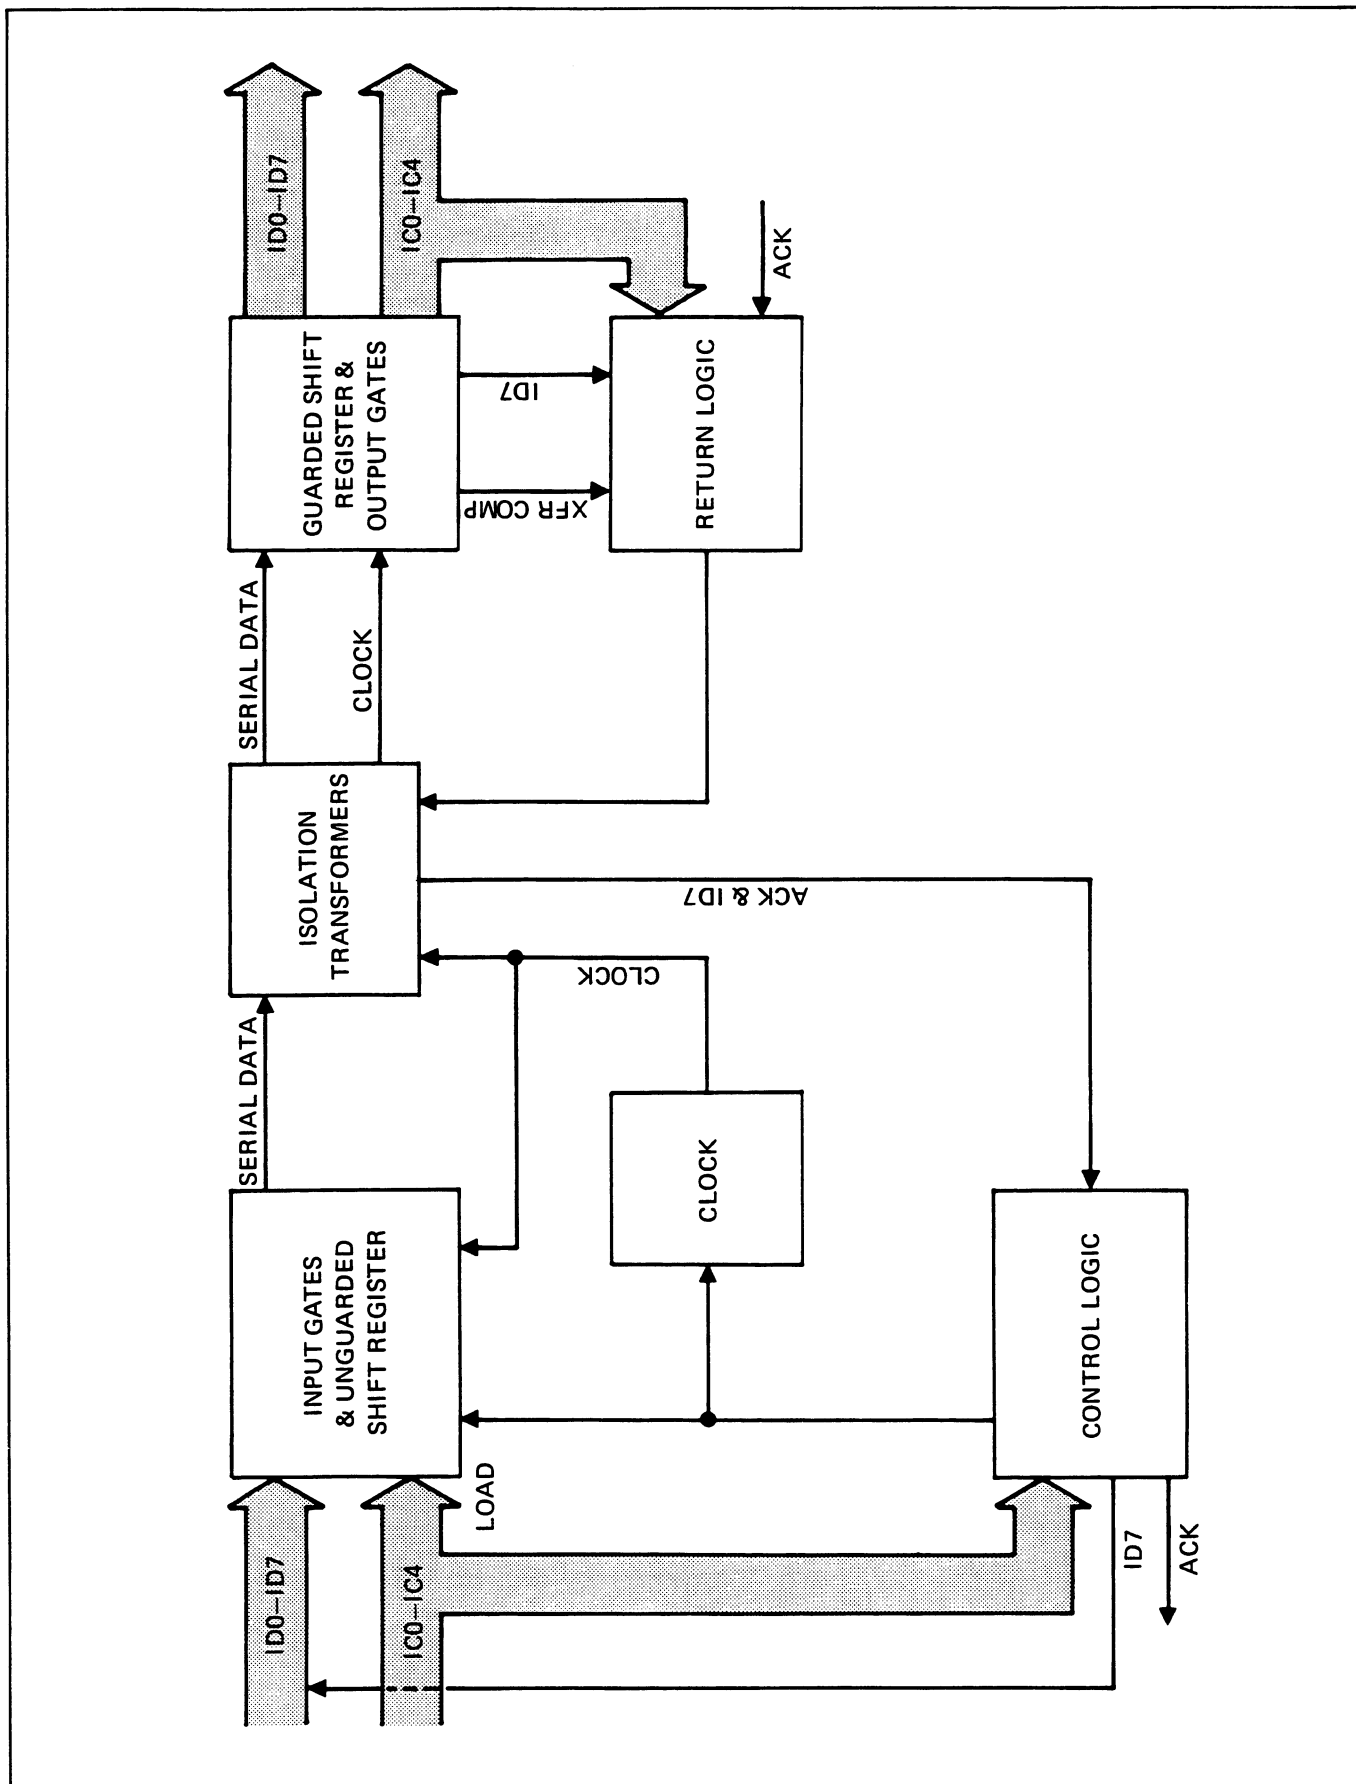 ID0–ID7
IC0–IC4
LOAD
INPUT GATES
& UNGUARDED
SHIFT REGISTER
SERIAL DATA
ISOLATION
TRANSFORMERS
SERIAL DATA
CLOCK
GUARDED SHIFT
REGISTER &
OUTPUT GATES
ID0–ID7
IC0–IC4
CLOCK
CLOCK
ACK & ID7
XFR COMP
ID7
RETURN LOGIC
ACK
CONTROL LOGIC
ID7
ACK